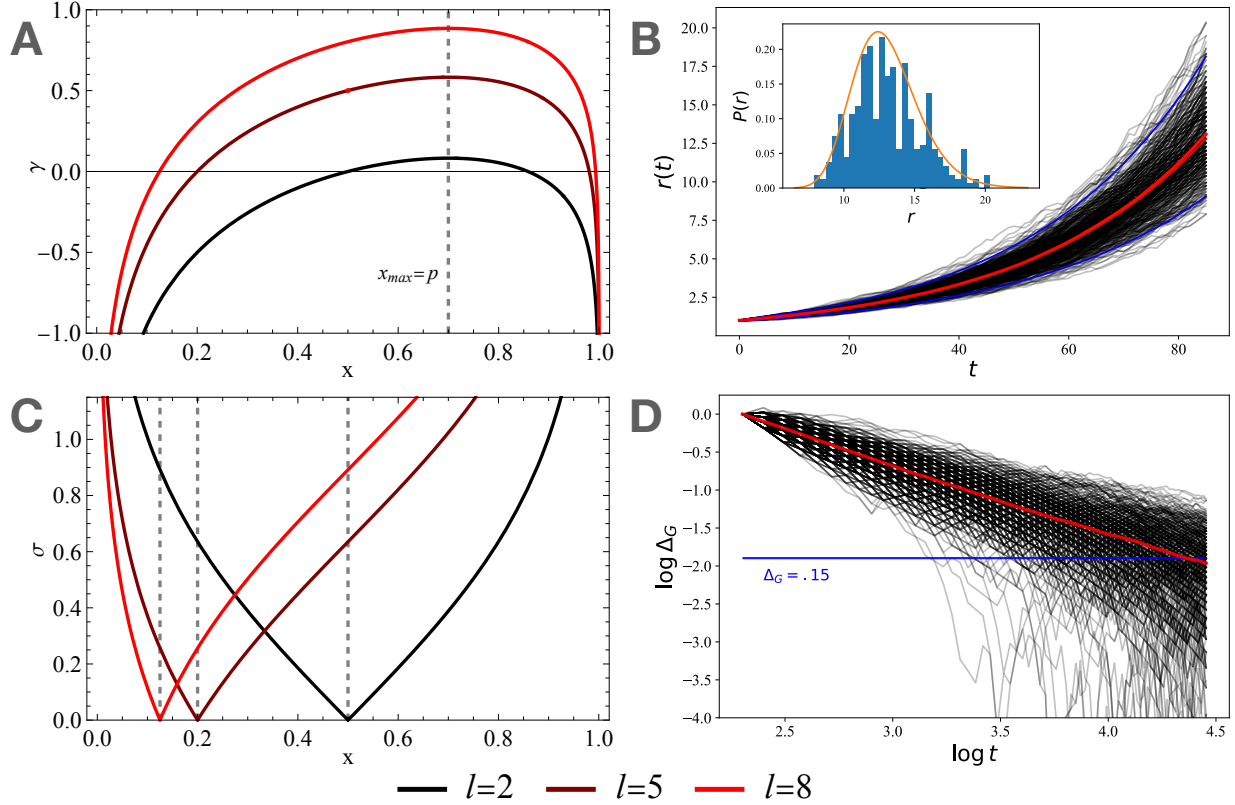 A
1.0
0.5
0.0
−0.5
−1.0
γ
x_max=p
0.0 0.2 0.4 0.6 0.8 1.0
x
B
20.0
17.5
15.0
12.5
10.0
7.5
5.0
2.5
r(t)
0.20
0.15
0.10
0.05
0.00
P(r)
10 15 20
r
0 20 40 60 80
t
C
1.0
0.8
0.6
0.4
0.2
0.0
σ
0.0 0.2 0.4 0.6 0.8 1.0
x
D
0.0
−0.5
−1.0
−1.5
−2.0
−2.5
−3.0
−3.5
−4.0
log Δ_G
Δ_G = .15
2.5 3.0 3.5 4.0 4.5
log t
l=2 l=5 l=8